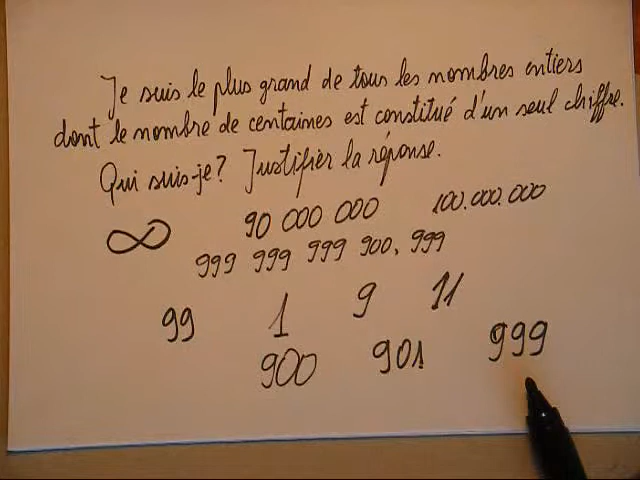 Je suis le plus grand de tous les nombres entiers
dont le nombre de centaines est constitué d'un seul chiffre.
Qui suis-je? Justifier la réponse.
∞ 90 000 000 100.000.000
999 999 999 900, 999
99 1 9 11
900 901 999